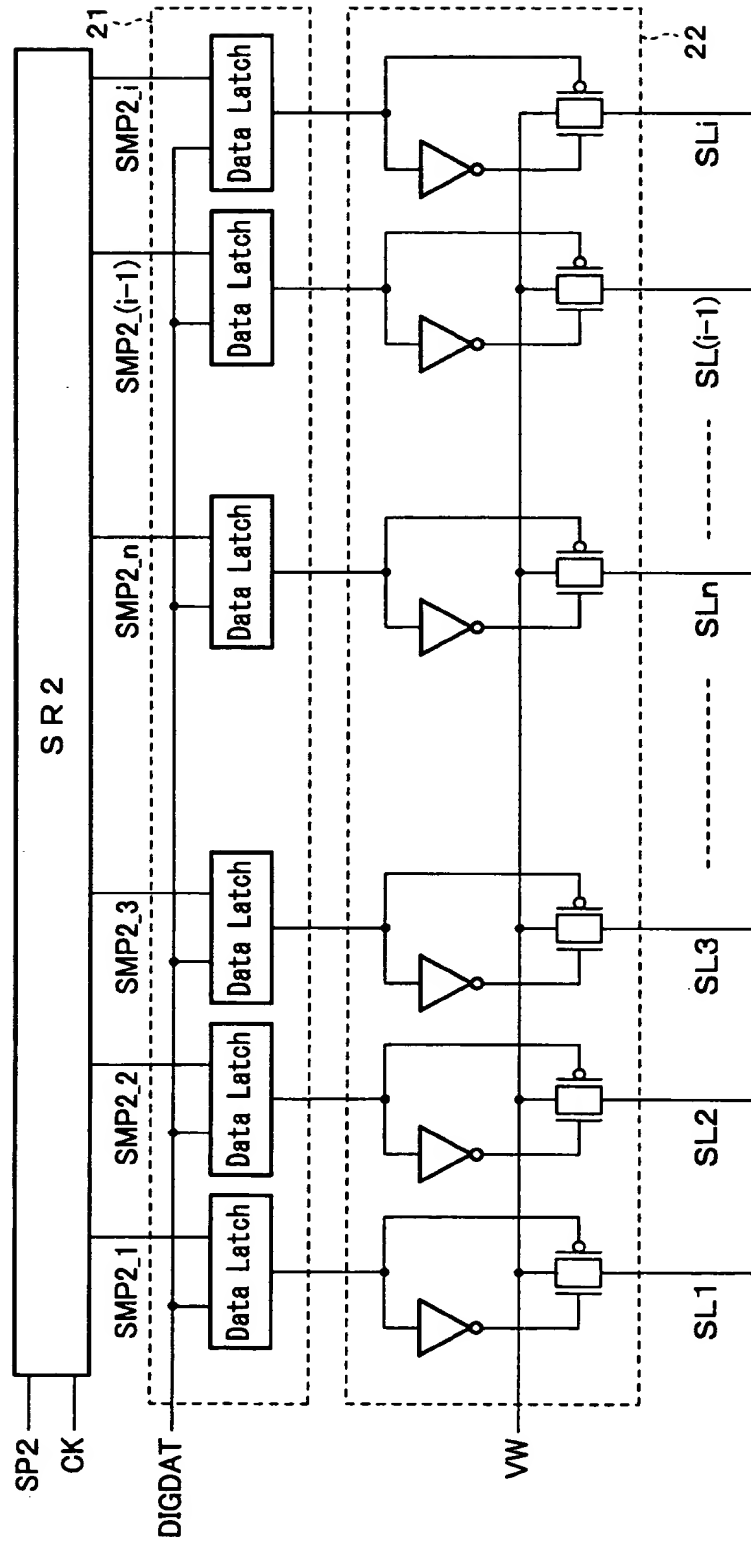 SP2
CK
SR2
21
SMP2_1
SMP2_2
SMP2_3
SMP2_n
SMP2_(i-1)
SMP2_i
DIGDAT
Data Latch
Data Latch
Data Latch
Data Latch
Data Latch
Data Latch
VW
22
SL1
SL2
SL3
SLn
SL(i-1)
SLi